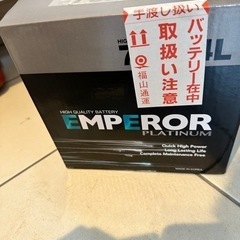 手渡し扱い
バッテリー在中
取扱い注意
福山通運
HIGH QUALITY BATTERY
EMPEROR
PLATINUM
Quick High Power
Long-Lasting Life
Complete Maintenance Free